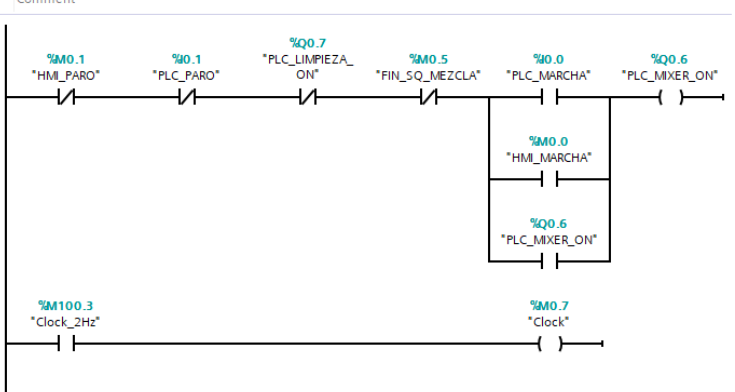 Comment
%M0.1
"HMI_PARO"
%I0.1
"PLC_PARO"
%Q0.7
"PLC_LIMPIEZA_
ON"
%M0.5
"FIN_SQ_MEZCLA"
%I0.0
"PLC_MARCHA"
%Q0.6
"PLC_MIXER_ON"
%M0.0
"HMI_MARCHA"
%Q0.6
"PLC_MIXER_ON"
%M100.3
"Clock_2Hz"
%M0.7
"Clock"